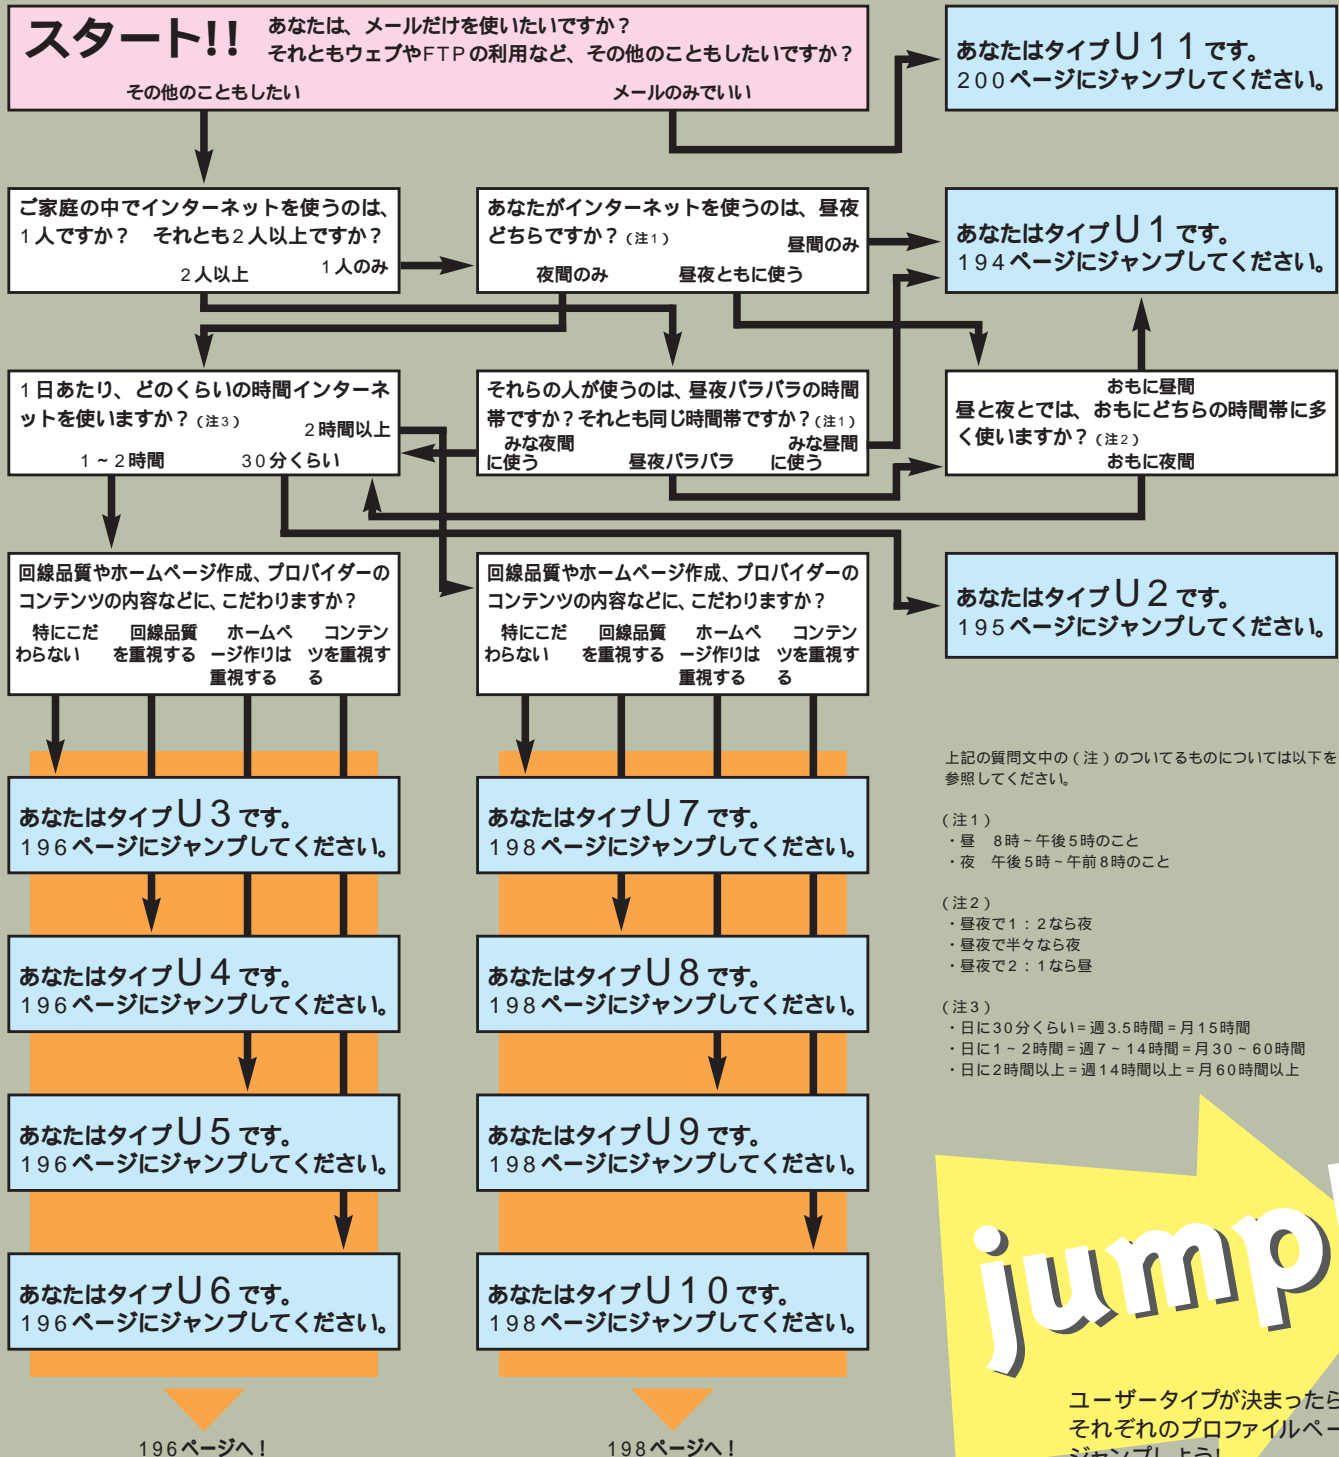 スタート!!
あなたは、メールだけを使いたいですか？
それともウェブやFTPの利用など、その他のこともしたいですか？
その他のこともしたい
メールのみでいい
あなたはタイプU11です。
200ページにジャンプしてください。
ご家庭の中でインターネットを使うのは、
1人ですか？　それとも2人以上ですか？
1人のみ
2人以上
あなたがインターネットを使うのは、昼夜
どちらですか？（注1）
昼間のみ
夜間のみ
昼夜ともに使う
あなたはタイプU1です。
194ページにジャンプしてください。
1日あたり、どのくらいの時間インターネ
ットを使いますか？（注3）
2時間以上
1～2時間
30分くらい
それらの人が使うのは、昼夜バラバラの時間
帯ですか？それとも同じ時間帯ですか？（注1）
みな夜間
に使う
昼夜バラバラ
みな昼間
に使う
おもに昼間
昼と夜とでは、おもにどちらの時間帯に多
く使いますか？（注2）
おもに夜間
回線品質やホームページ作成、プロバイダーの
コンテンツの内容などに、こだわりますか？
特にこだ
わらない
回線品質
を重視する
ホームペ
ージ作りは
重視する
コンテン
ツを重視す
る
回線品質やホームページ作成、プロバイダーの
コンテンツの内容などに、こだわりますか？
特にこだ
わらない
回線品質
を重視する
ホームペ
ージ作りは
重視する
コンテン
ツを重視す
る
あなたはタイプU2です。
195ページにジャンプしてください。
あなたはタイプU3です。
196ページにジャンプしてください。
あなたはタイプU4です。
196ページにジャンプしてください。
あなたはタイプU5です。
196ページにジャンプしてください。
あなたはタイプU6です。
196ページにジャンプしてください。
196ページへ！
あなたはタイプU7です。
198ページにジャンプしてください。
あなたはタイプU8です。
198ページにジャンプしてください。
あなたはタイプU9です。
198ページにジャンプしてください。
あなたはタイプU10です。
198ページにジャンプしてください。
198ページへ！
上記の質問文中の（注）のついてるものについては以下を
参照してください。
（注1）
・昼　8時～午後5時のこと
・夜　午後5時～午前8時のこと
（注2）
・昼夜で1：2なら夜
・昼夜で半々なら夜
・昼夜で2：1なら昼
（注3）
・日に30分くらい＝週3.5時間＝月15時間
・日に1～2時間＝週7～14時間＝月30～60時間
・日に2時間以上＝週14時間以上＝月60時間以上
jump
ユーザータイプが決まったら
それぞれのプロファイルペー
ジャンプしよう！